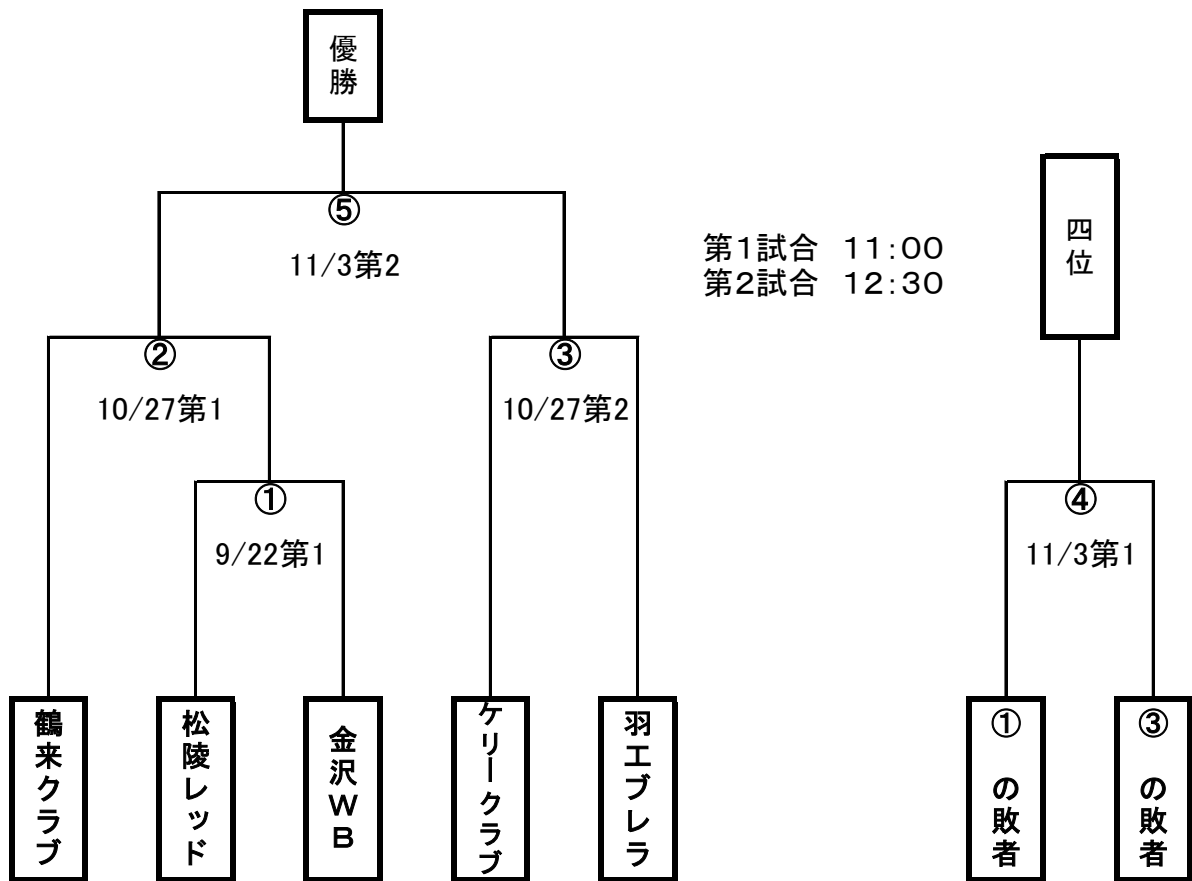 優勝
⑤
11/3第2
第1試合 11:00
第2試合 12:30
四位
②
10/27第1
③
10/27第2
①
9/22第1
④
11/3第1
鶴来クラブ
松陵レッド
金沢WB
ケリークラブ
羽工ブレラ
①の敗者
③の敗者